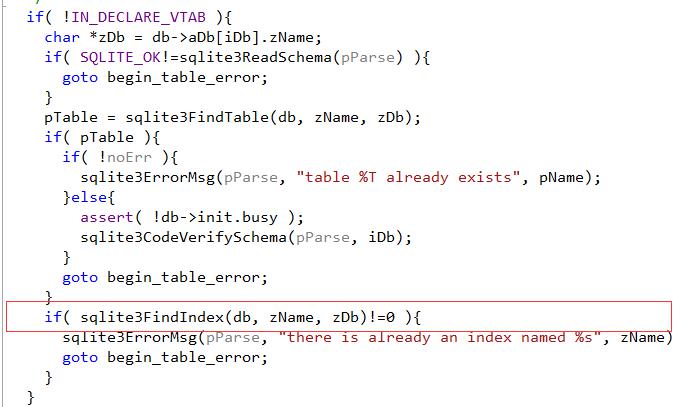 if( !IN_DECLARE_VTAB ){
char *zDb = db->aDb[iDb].zName;
if( SQLITE_OK!=sqlite3ReadSchema(pParse) ){
goto begin_table_error;
}
pTable = sqlite3FindTable(db, zName, zDb);
if( pTable ){
if( !noErr ){
sqlite3ErrorMsg(pParse, "table %T already exists", pName);
}else{
assert( !db->init.busy );
sqlite3CodeVerifySchema(pParse, iDb);
}
goto begin_table_error;
}
if( sqlite3FindIndex(db, zName, zDb)!=0 ){
sqlite3ErrorMsg(pParse, "there is already an index named %s", zName)
goto begin_table_error;
}
}